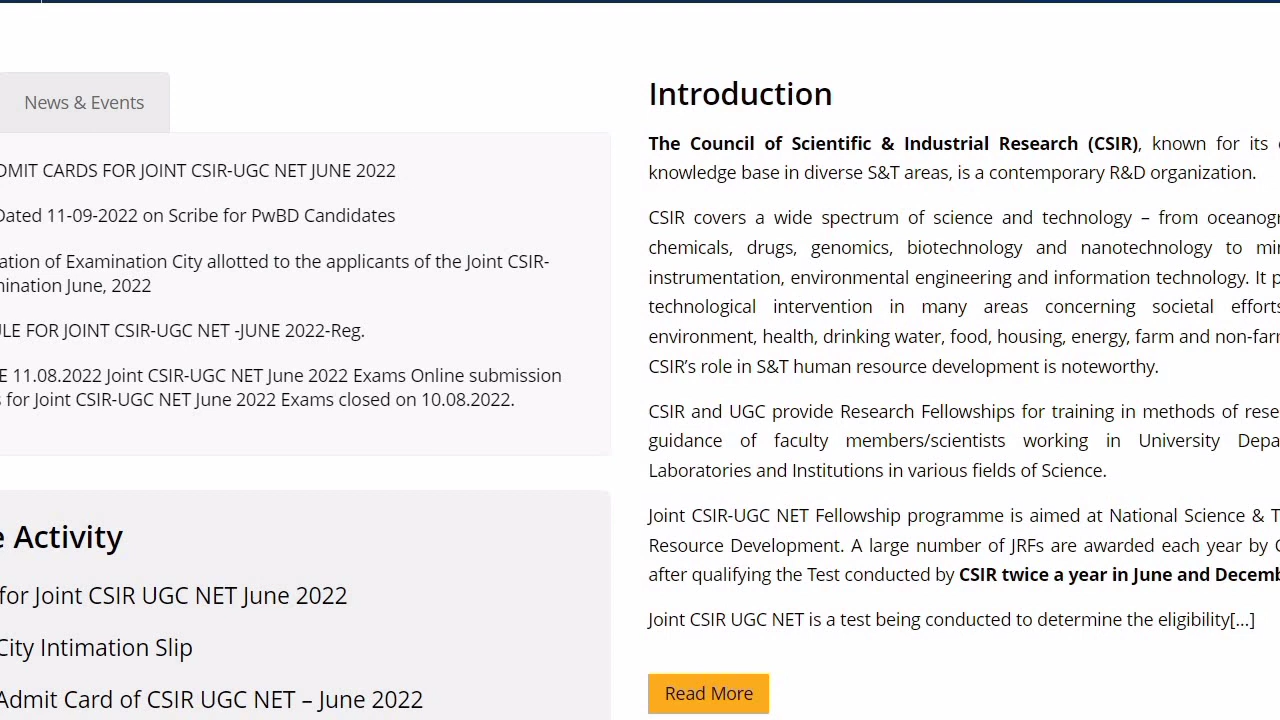 News & Events
ADMIT CARDS FOR JOINT CSIR-UGC NET JUNE 2022
Dated 11-09-2022 on Scribe for PwBD Candidates
ation of Examination City allotted to the applicants of the Joint CSIR-
mination June, 2022
ULE FOR JOINT CSIR-UGC NET -JUNE 2022-Reg.
E 11.08.2022 Joint CSIR-UGC NET June 2022 Exams Online submission
s for Joint CSIR-UGC NET June 2022 Exams closed on 10.08.2022.
e Activity
for Joint CSIR UGC NET June 2022
City Intimation Slip
Admit Card of CSIR UGC NET – June 2022
Introduction
The Council of Scientific & Industrial Research (CSIR), known for its
knowledge base in diverse S&T areas, is a contemporary R&D organization.
CSIR covers a wide spectrum of science and technology – from oceanogr
chemicals, drugs, genomics, biotechnology and nanotechnology to min
instrumentation, environmental engineering and information technology. It p
technological intervention in many areas concerning societal efforts
environment, health, drinking water, food, housing, energy, farm and non-farm
CSIR’s role in S&T human resource development is noteworthy.
CSIR and UGC provide Research Fellowships for training in methods of rese
guidance of faculty members/scientists working in University Depa
Laboratories and Institutions in various fields of Science.
Joint CSIR-UGC NET Fellowship programme is aimed at National Science & T
Resource Development. A large number of JRFs are awarded each year by C
after qualifying the Test conducted by CSIR twice a year in June and Decemb
Joint CSIR UGC NET is a test being conducted to determine the eligibility[...]
Read More